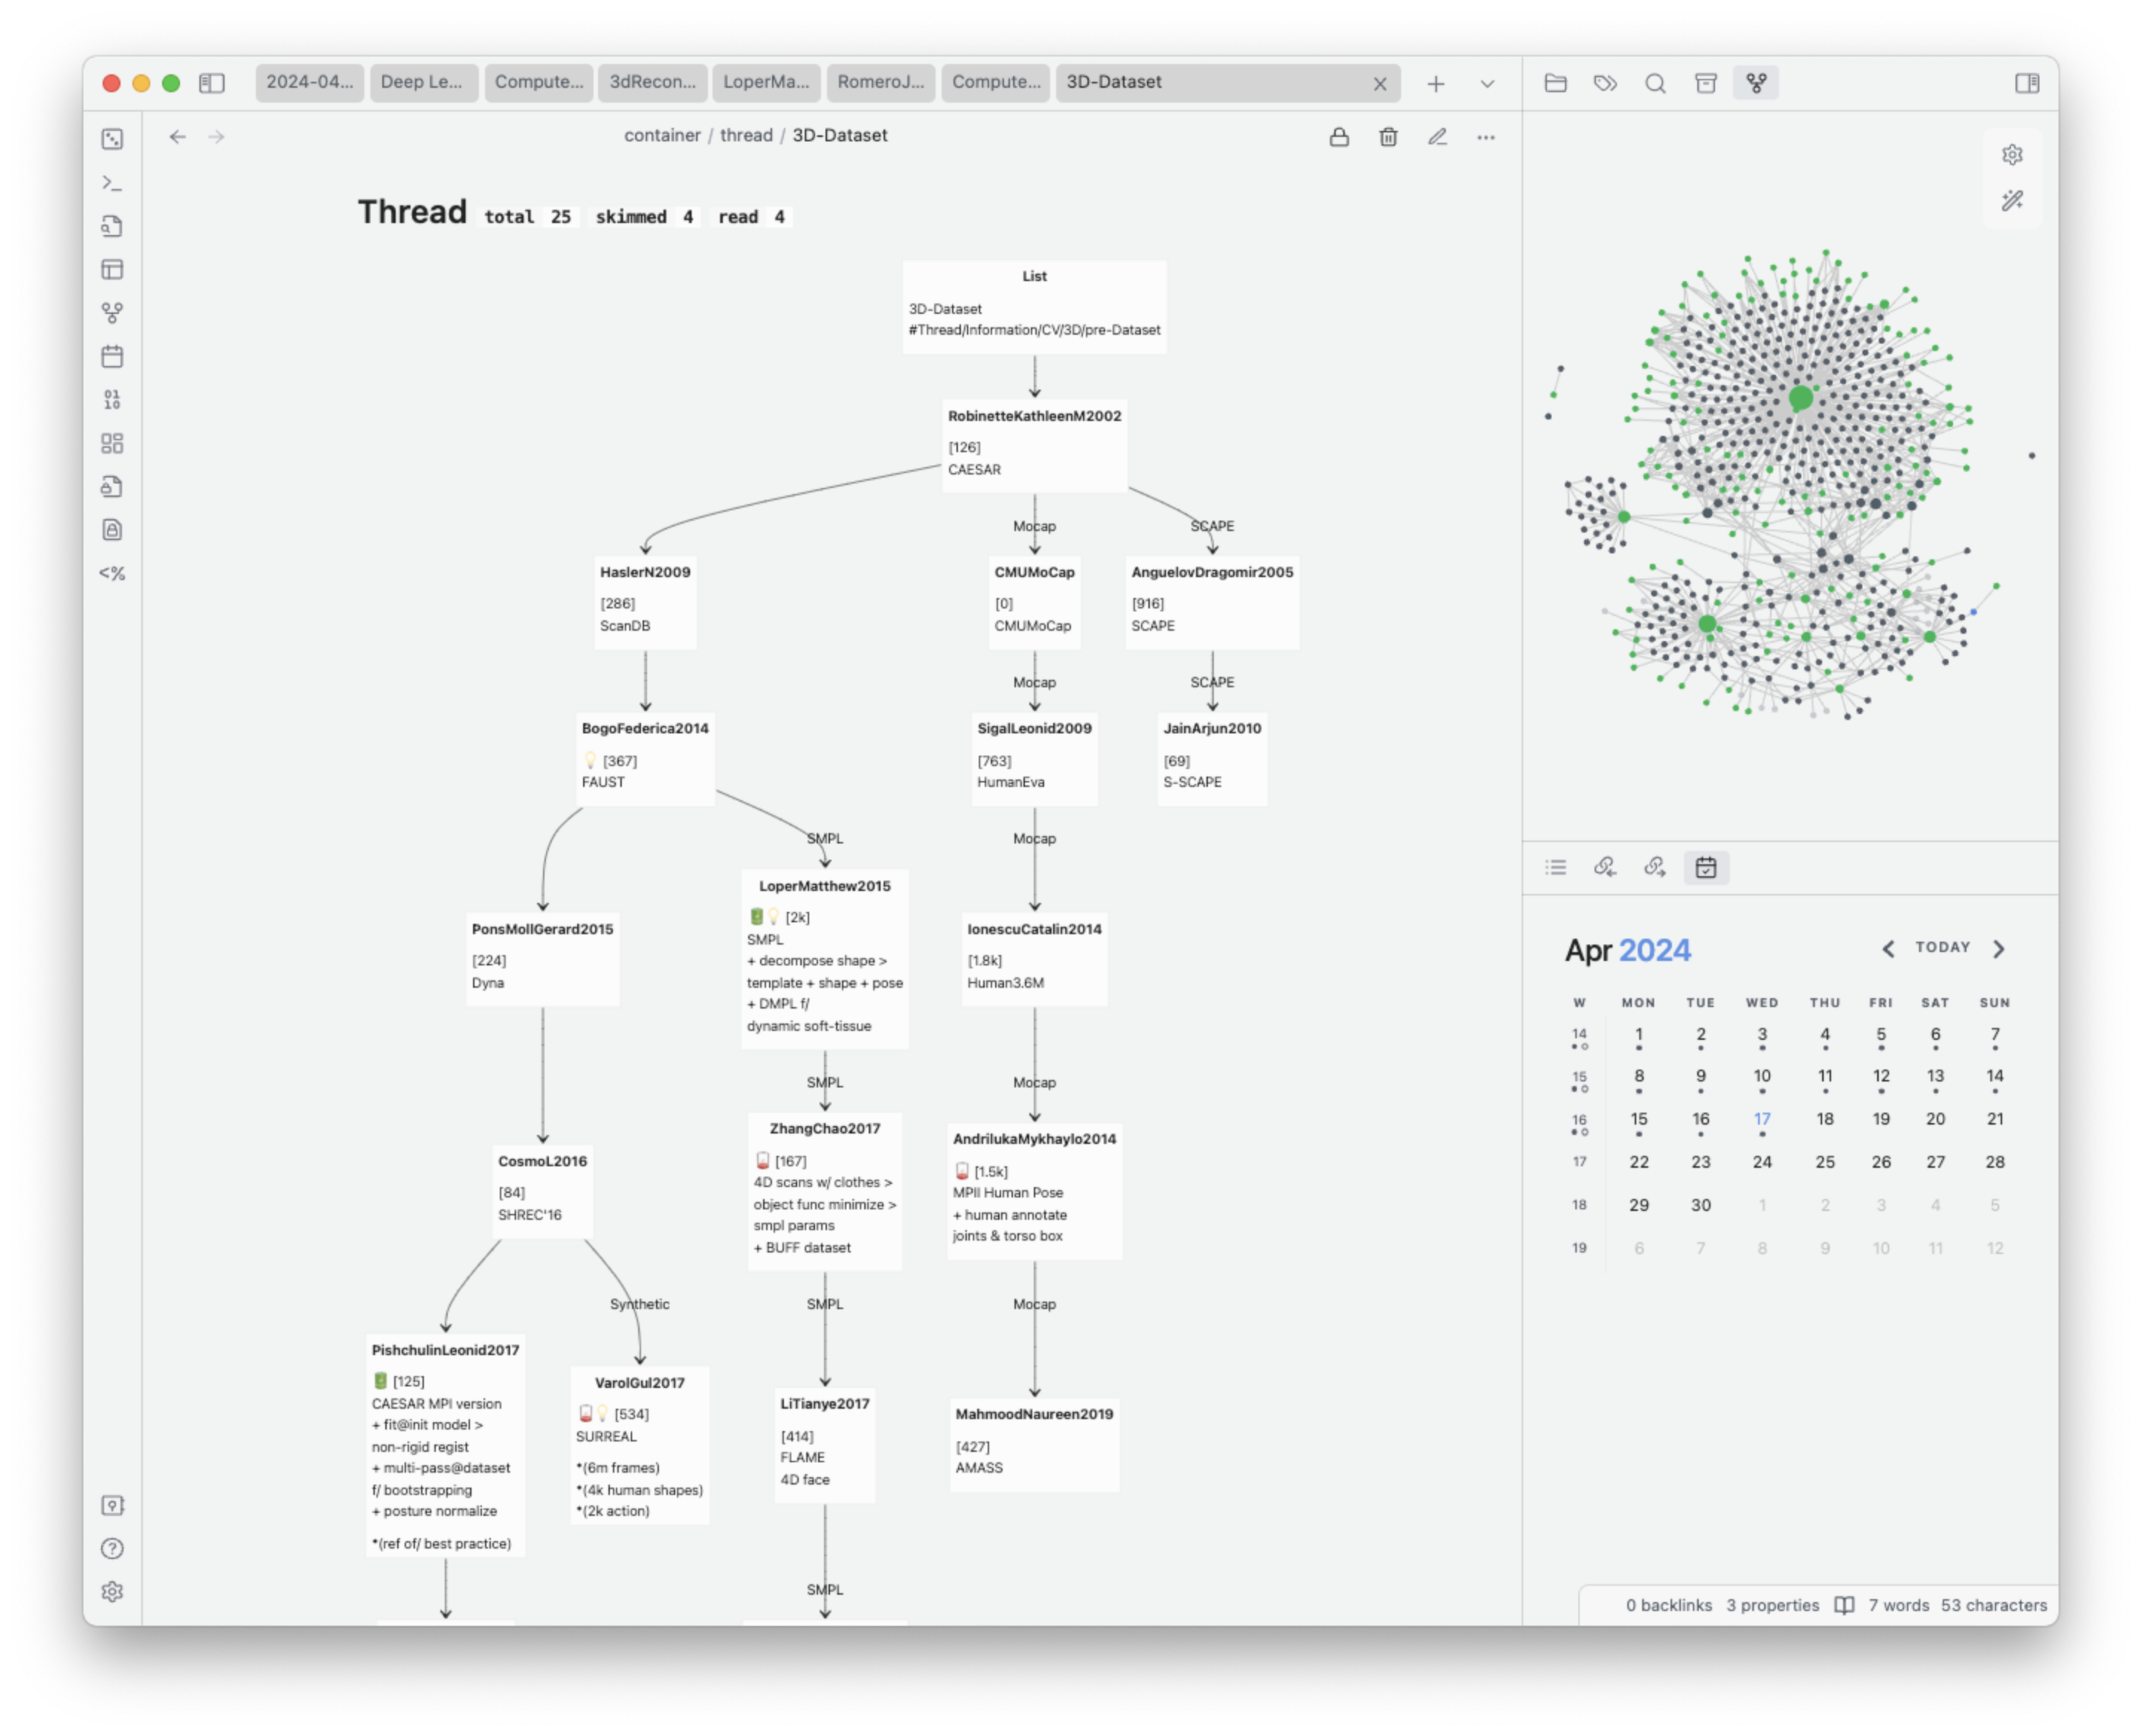 2024-04...
Deep Le...
Compute...
3dRecon...
LoperMa...
RomeroJ...
Compute...
3D-Dataset
container / thread / 3D-Dataset
Thread total 25 skimmed 4 read 4
List
3D-Dataset
#Thread/Information/CV/3D/pre-Dataset
RobinetteKathleenM2002
[126]
CAESAR
Mocap
SCAPE
HaslerN2009
[286]
ScanDB
CMUMoCap
[0]
CMUMoCap
AnguelovDragomir2005
[916]
SCAPE
Mocap
SCAPE
BogoFederica2014
[367]
FAUST
SigalLeonid2009
[763]
HumanEva
JainArjun2010
[69]
S-SCAPE
SMPL
Mocap
LoperMatthew2015
[2k]
SMPL
+ decompose shape >
template + shape + pose
+ DMPL f/
dynamic soft-tissue
PonsMollGerard2015
[224]
Dyna
IonescuCatalin2014
[1.8k]
Human3.6M
SMPL
Mocap
ZhangChao2017
[167]
4D scans w/ clothes >
object func minimize >
smpl params
+ BUFF dataset
AndrilukaMykhaylo2014
[1.5k]
MPII Human Pose
+ human annotate
joints & torso box
CosmoL2016
[84]
SHREC'16
Synthetic
SMPL
Mocap
PishchulinLeonid2017
[125]
CAESAR MPI version
+ fit@init model >
non-rigid regist
+ multi-pass@dataset
f/ bootstrapping
+ posture normalize
*(ref of/ best practice)
VarolGul2017
[534]
SURREAL
*(6m frames)
*(4k human shapes)
*(2k action)
LiTianye2017
[414]
FLAME
4D face
MahmoodNaureen2019
[427]
AMASS
SMPL
Apr 2024
TODAY
W MON TUE WED THU FRI SAT SUN
14 1 2 3 4 5 6 7
15 8 9 10 11 12 13 14
16 15 16 17 18 19 20 21
17 22 23 24 25 26 27 28
18 29 30 1 2 3 4 5
19 6 7 8 9 10 11 12
0 backlinks 3 properties 7 words 53 characters